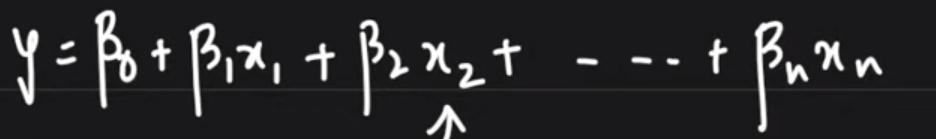 y = β₀ + β₁x₁ + β₂x₂ + - - - - + βₙxₙ
↑